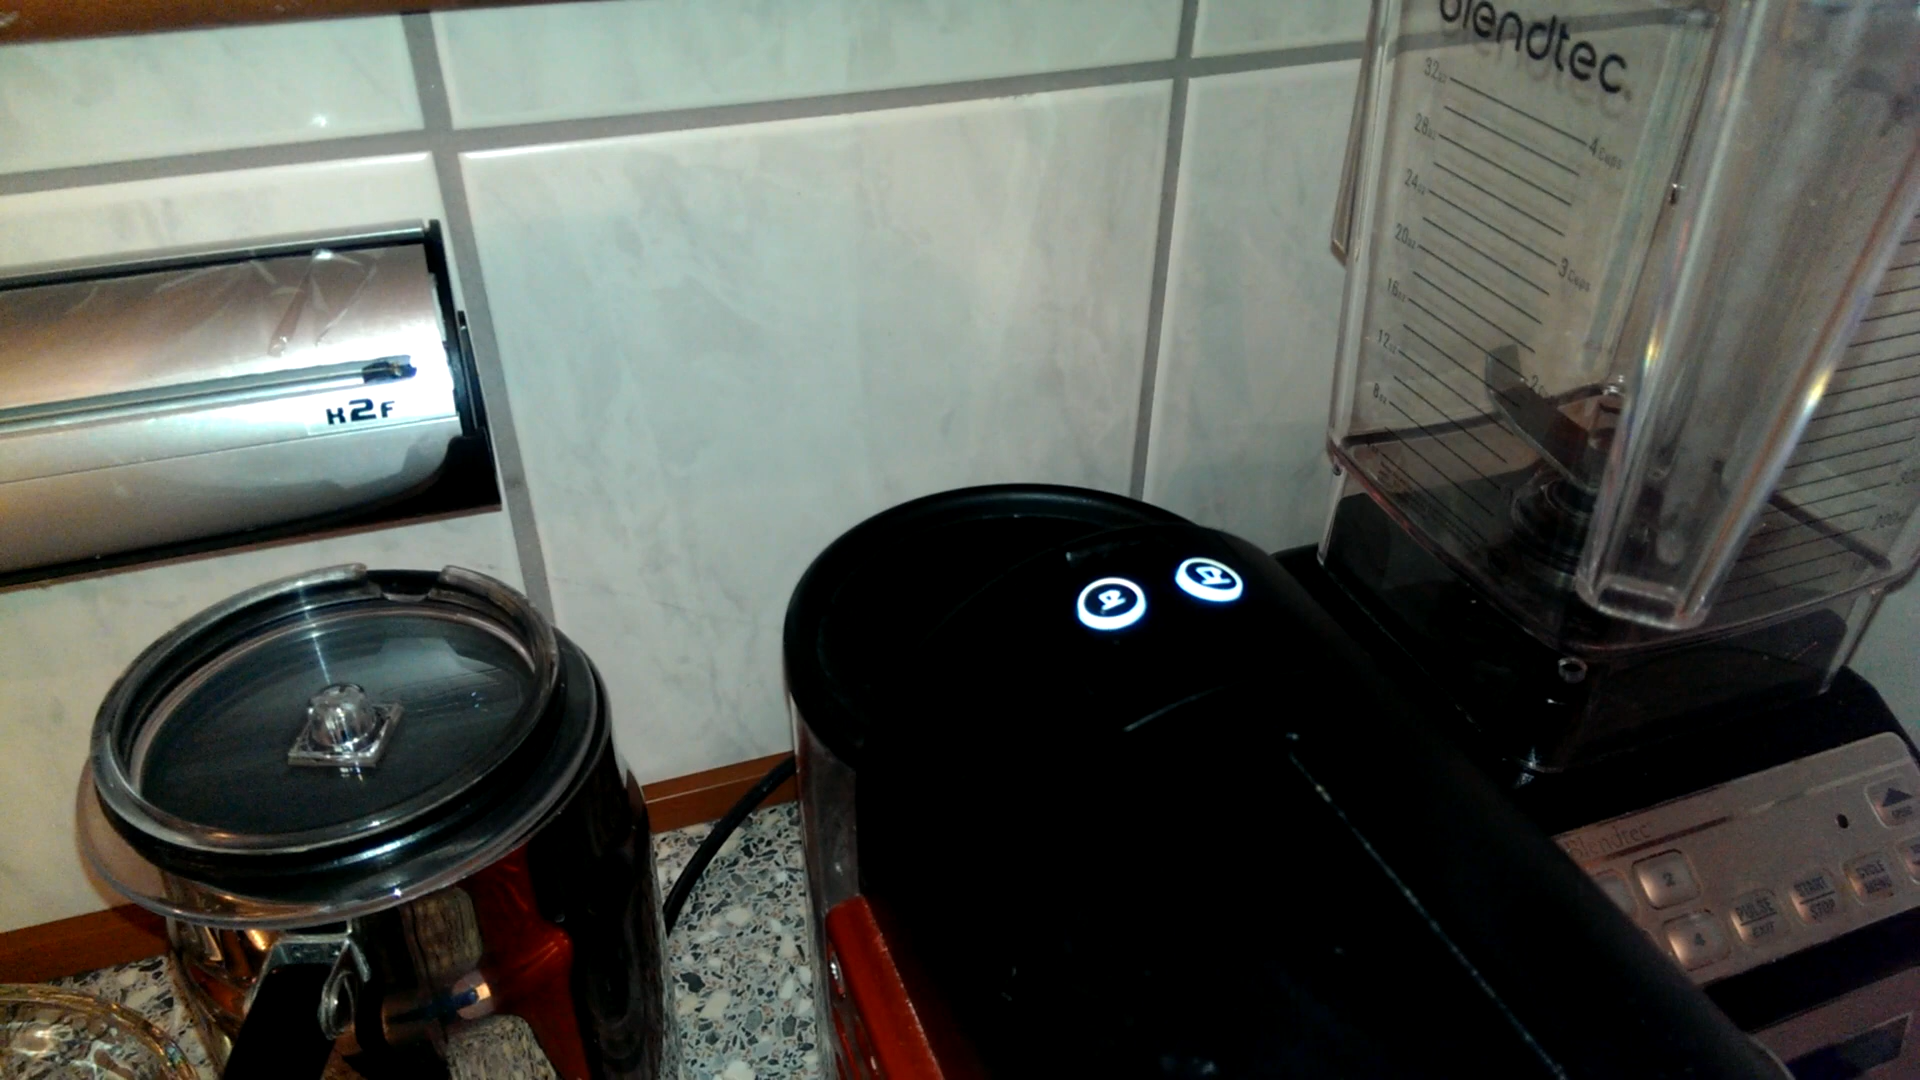 blendtec
32oz
28oz
4 Cups
24oz
20oz
3 Cups
16oz
12oz
8oz
K2F
Blendtec
2
4
PULSE
EXIT
START
STOP
CYCLE
MENU